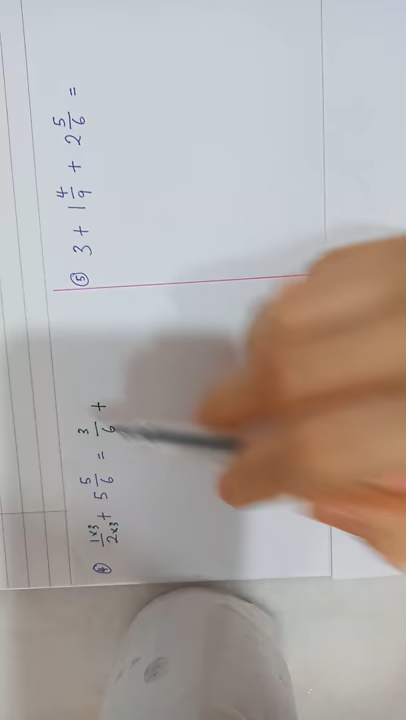 ④ 1×3/2×3 + 5 5/6 = 3/6 +
⑤ 3 + 1 4/9 + 2 5/6 =